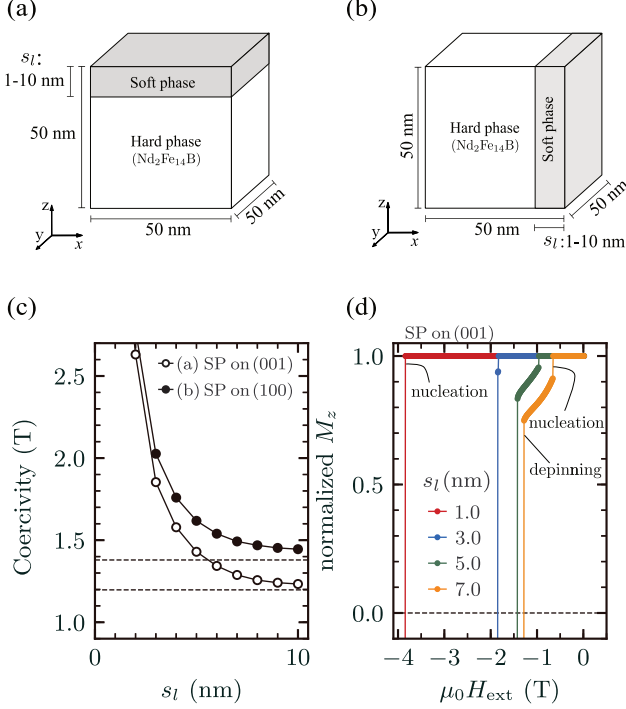 (a)
s_l:
1-10 nm
Soft phase
50 nm
Hard phase
(Nd₂Fe₁₄B)
50 nm
50 nm
z
y
x
(b)
50 nm
Hard phase
(Nd₂Fe₁₄B)
Soft phase
50 nm
50 nm
s_l:1-10 nm
z
y
x
(c)
(a) SP on (001)
(b) SP on (100)
Coercivity (T)
2.5
2.0
1.5
1.0
0
5
10
s_l (nm)
(d)
SP on (001)
normalized M_z
1.0
0.5
0.0
nucleation
nucleation
depinning
s_l (nm)
1.0
3.0
5.0
7.0
−4
−3
−2
−1
0
μ₀H_ext (T)